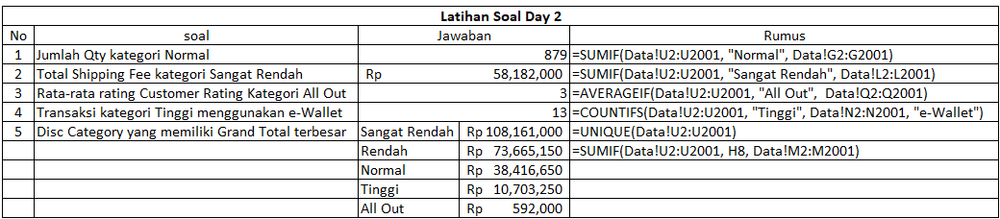 Latihan Soal Day 2
No soal Jawaban Rumus
1 Jumlah Qty kategori Normal 879 =SUMIF(Data!U2:U2001, "Normal", Data!G2:G2001)
2 Total Shipping Fee kategori Sangat Rendah Rp 58,182,000 =SUMIF(Data!U2:U2001, "Sangat Rendah", Data!L2:L2001)
3 Rata-rata rating Customer Rating Kategori All Out 3 =AVERAGEIF(Data!U2:U2001, "All Out", Data!Q2:Q2001)
4 Transaksi kategori Tinggi menggunakan e-Wallet 13 =COUNTIFS(Data!U2:U2001, "Tinggi", Data!N2:N2001, "e-Wallet")
5 Disc Category yang memiliki Grand Total terbesar Sangat Rendah Rp 108,161,000 =UNIQUE(Data!U2:U2001)
Rendah Rp 73,665,150 =SUMIF(Data!U2:U2001, H8, Data!M2:M2001)
Normal Rp 38,416,650
Tinggi Rp 10,703,250
All Out Rp 592,000